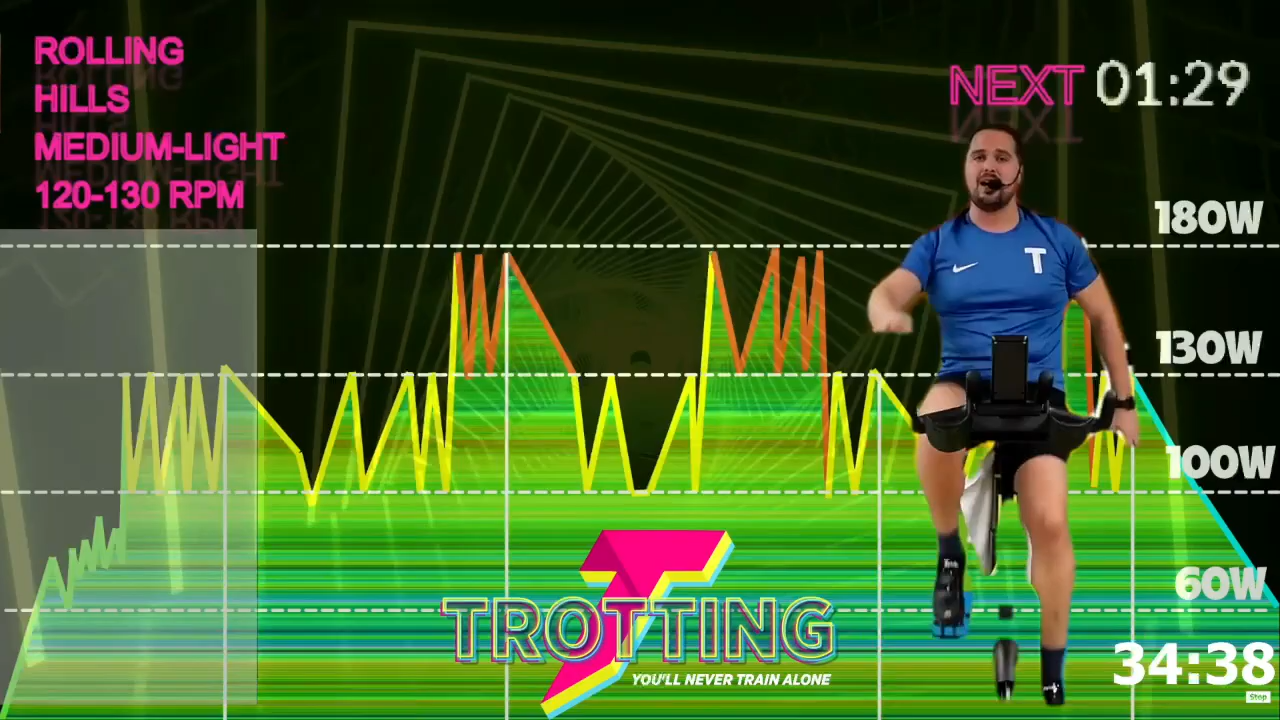 ROLLING
HILLS
MEDIUM-LIGHT
120-130 RPM
NEXT 01:29
180W
130W
100W
60W
T
TROTTING
YOU'LL NEVER TRAIN ALONE
34:38
Stop